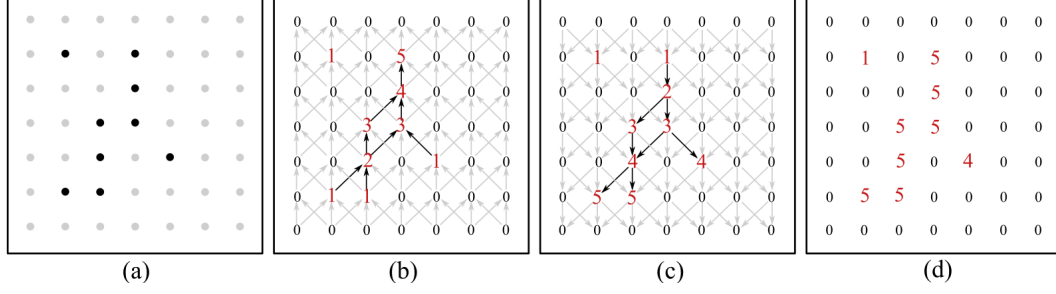 (a)
0 0 0 0 0 0 0
0 1 0 5 0 0 0
0 0 0 4 0 0 0
0 0 3 3 0 0 0
0 0 2 0 1 0 0
0 1 1 0 0 0 0
0 0 0 0 0 0 0
(b)
0 0 0 0 0 0 0
0 1 0 1 0 0 0
0 0 0 2 0 0 0
0 0 3 3 0 0 0
0 0 4 0 4 0 0
0 5 5 0 0 0 0
0 0 0 0 0 0 0
(c)
0 0 0 0 0 0 0
0 1 0 5 0 0 0
0 0 0 5 0 0 0
0 0 5 5 0 0 0
0 0 5 0 4 0 0
0 5 5 0 0 0 0
0 0 0 0 0 0 0
(d)